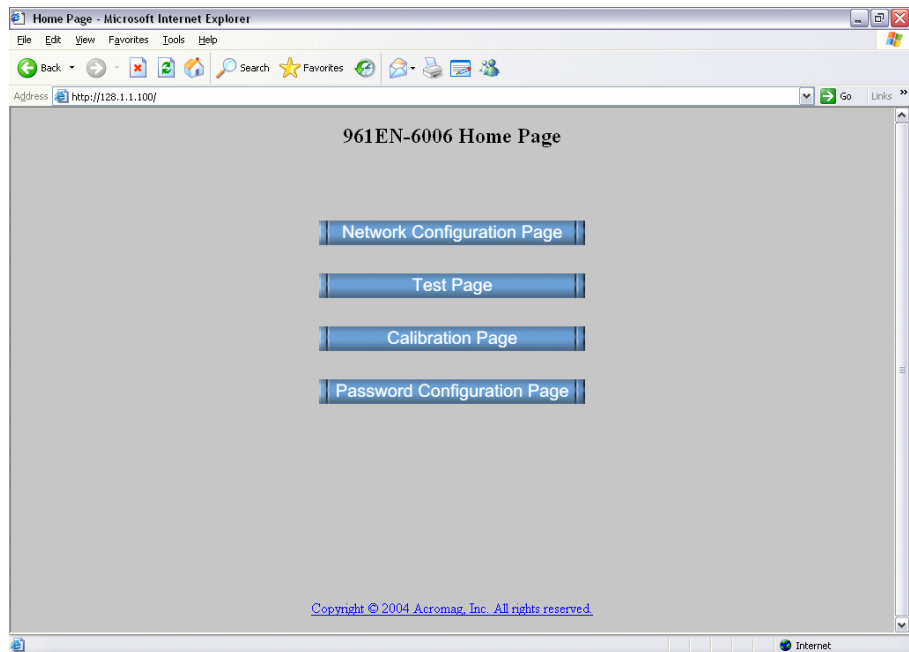 Home Page - Microsoft Internet Explorer
File Edit View Favorites Tools Help
Back Search Favorites
Address http://128.1.1.100/ Go Links »
961EN-6006 Home Page
Network Configuration Page
Test Page
Calibration Page
Password Configuration Page
Copyright © 2004 Acromag, Inc. All rights reserved.
Internet